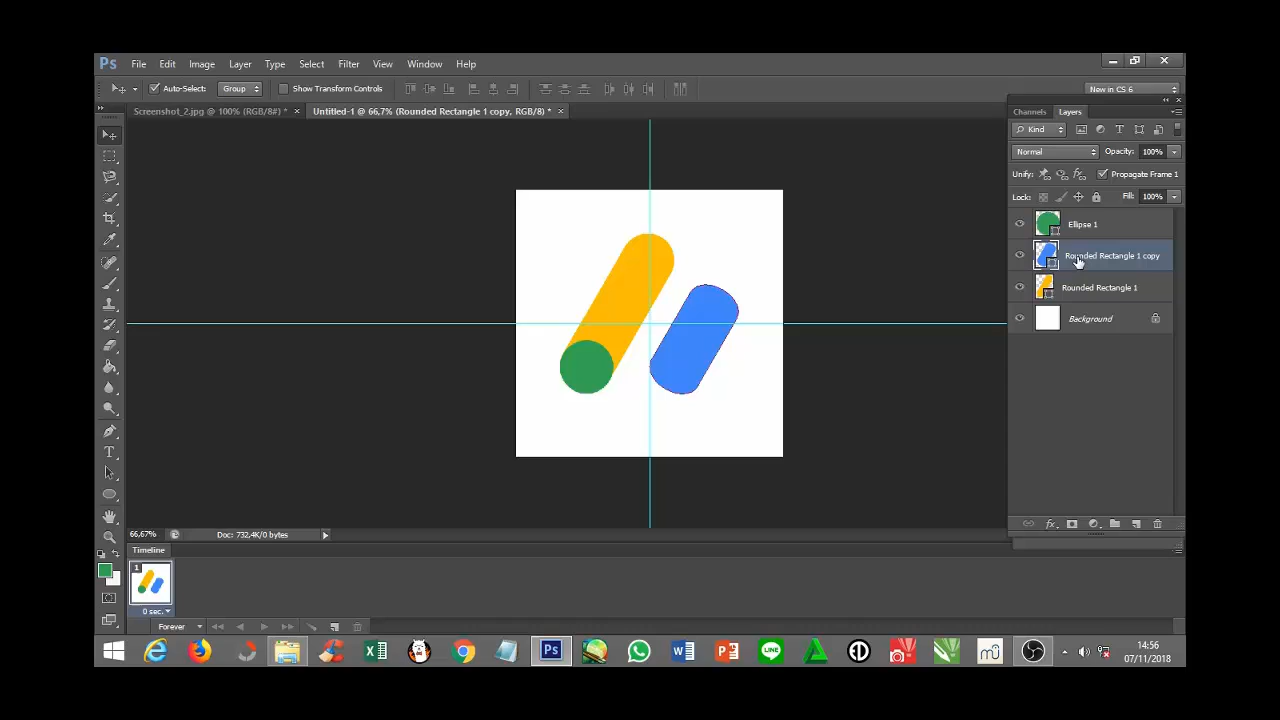 Ps File Edit Image Layer Type Select Filter View Window Help
Auto-Select: Group Show Transform Controls New in CS 6
Screenshot_2.jpg @ 100% (RGB/8#) * × Untitled-1 @ 66,7% (Rounded Rectangle 1 copy, RGB/8) * ×
Channels Layers
Kind
Normal Opacity: 100%
Unify: Propagate Frame 1
Lock: Fill: 100%
Ellipse 1
Rounded Rectangle 1 copy
Rounded Rectangle 1
Background
66,67% Doc: 732,4K/0 bytes
Timeline
1
0 sec.
Forever
Ps LINE
14:56
07/11/2018